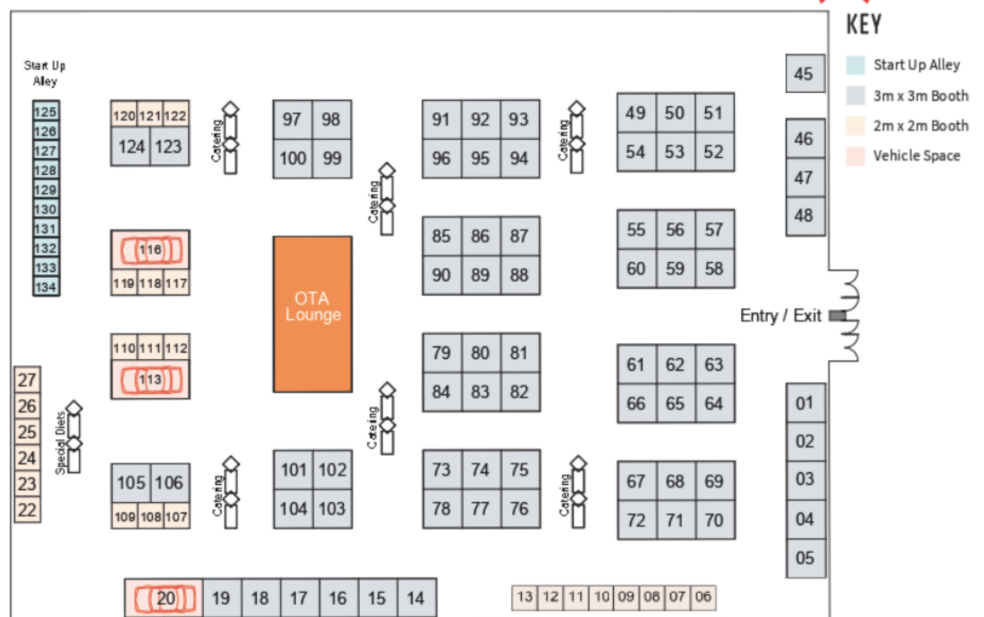 KEY
Start Up Alley
3m x 3m Booth
2m x 2m Booth
Vehicle Space
Start Up
Alley
125
126
127
128
129
130
131
132
133
134
120 121 122
124 123
Catering
97 98
100 99
Catering
91 92 93
96 95 94
Catering
49 50 51
54 53 52
45
46
47
48
116
119 118 117
OTA
Lounge
85 86 87
90 89 88
55 56 57
60 59 58
Entry / Exit
110 111 112
113
79 80 81
84 83 82
61 62 63
66 65 64
27
26
25
24
23
22
Special Diets
Catering
01
02
03
04
05
105 106
109 108 107
Catering
101 102
104 103
73 74 75
78 77 76
Catering
67 68 69
72 71 70
20 19 18 17 16 15 14
13 12 11 10 09 08 07 06